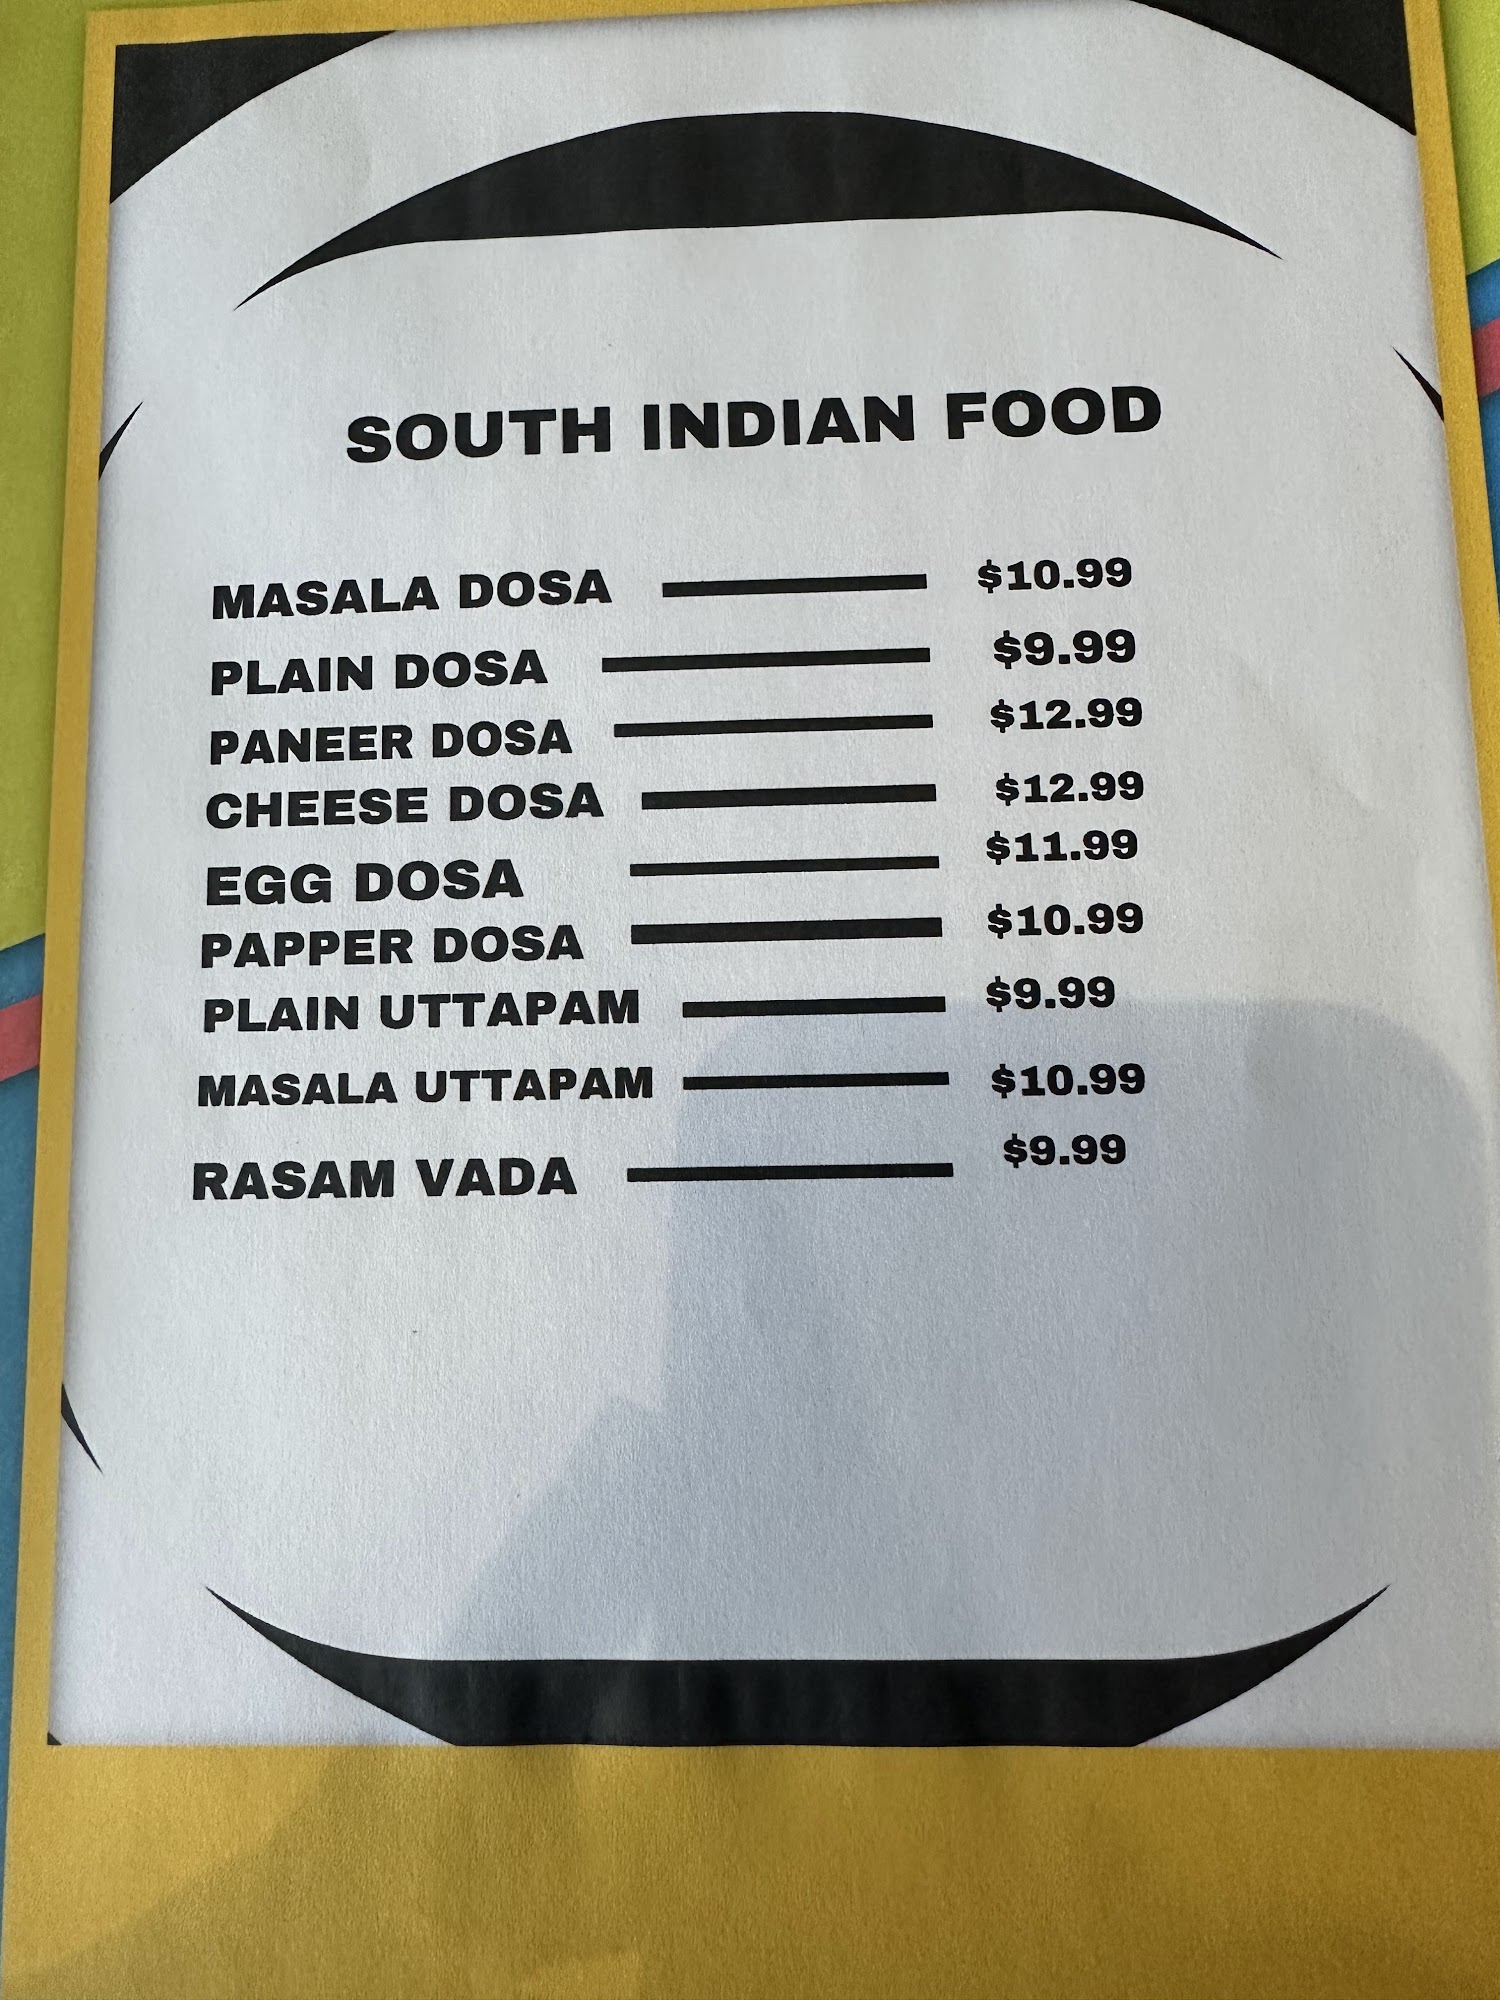 SOUTH INDIAN FOOD
MASALA DOSA $10.99
PLAIN DOSA $9.99
PANEER DOSA $12.99
CHEESE DOSA $12.99
EGG DOSA $11.99
PAPPER DOSA $10.99
PLAIN UTTAPAM $9.99
MASALA UTTAPAM $10.99
RASAM VADA $9.99